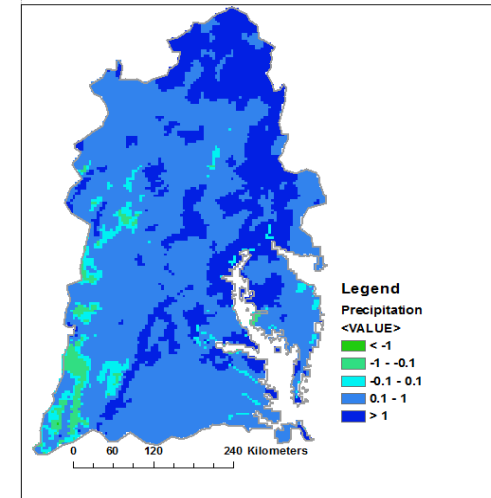 Legend
Precipitation
<VALUE>
< -1
-1 - -0.1
-0.1 - 0.1
0.1 - 1
> 1
0 60 120 240 Kilometers